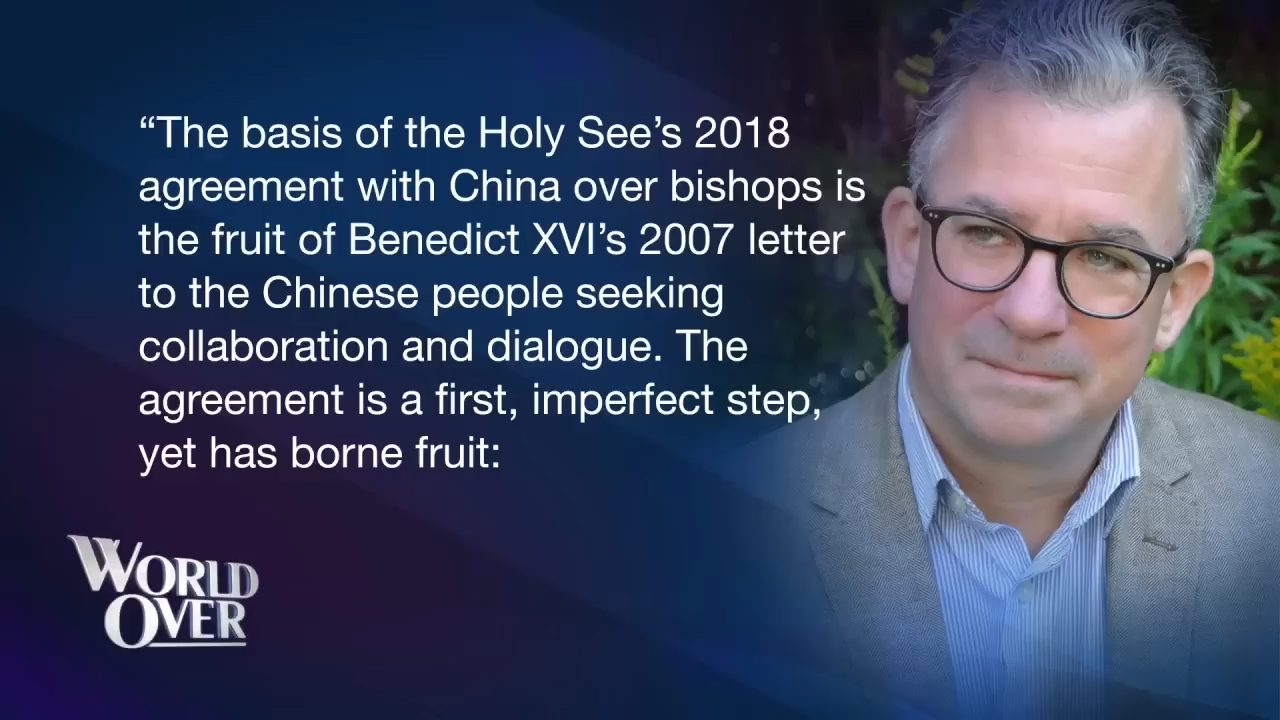 “The basis of the Holy See’s 2018
agreement with China over bishops is
the fruit of Benedict XVI’s 2007 letter
to the Chinese people seeking
collaboration and dialogue. The
agreement is a first, imperfect step,
yet has borne fruit:
WORLD
OVER